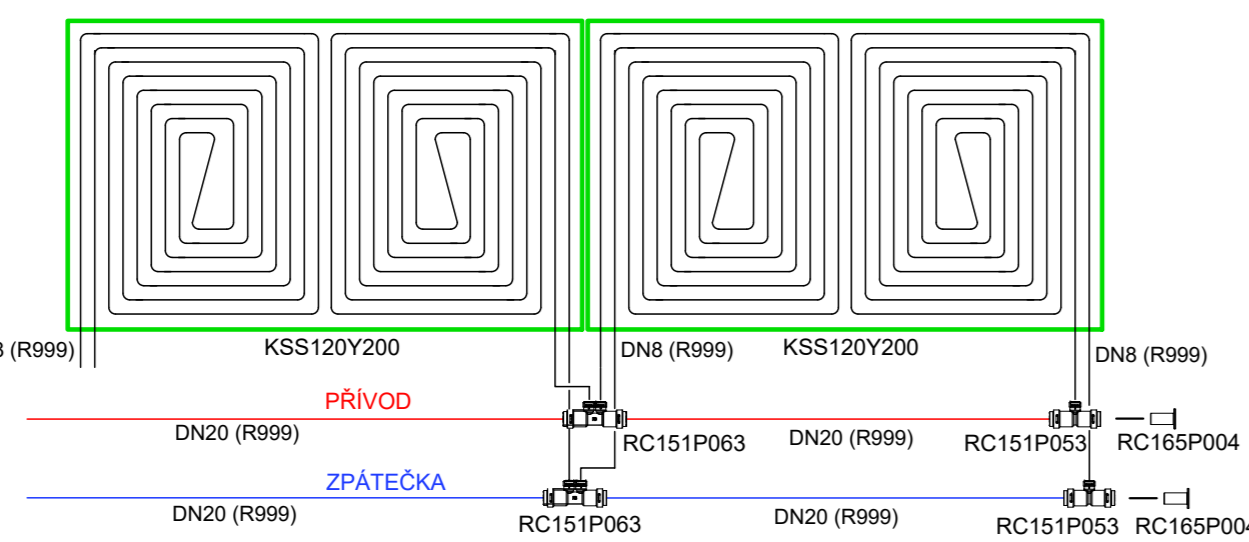 8 (R999)
KSS120Y200
DN8 (R999)
KSS120Y200
DN8 (R999)
PŘÍVOD
DN20 (R999)
RC151P063
DN20 (R999)
RC151P053
RC165P004
ZPÁTEČKA
DN20 (R999)
RC151P063
DN20 (R999)
RC151P053
RC165P004